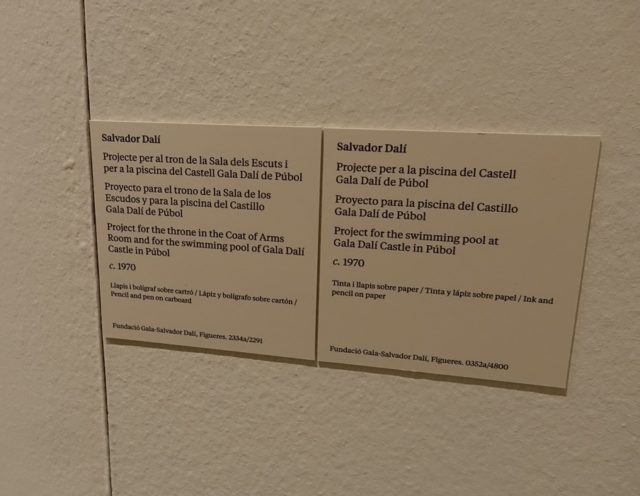 Salvador Dalí
Projecte per al tron de la Sala dels Escuts i
per a la piscina del Castell Gala Dalí de Púbol
Proyecto para el trono de la Sala de los
Escudos y para la piscina del Castillo
Gala Dalí de Púbol
Project for the throne in the Coat of Arms
Room and for the swimming pool of Gala Dalí
Castle in Púbol
c. 1970
Llapis i bolígraf sobre cartró / Lápiz y bolígrafo sobre cartón /
Pencil and pen on carboard
Fundació Gala-Salvador Dalí, Figueres. 2334a/2291
Salvador Dalí
Projecte per a la piscina del Castell
Gala Dalí de Púbol
Proyecto para la piscina del Castillo
Gala Dalí de Púbol
Project for the swimming pool at
Gala Dalí Castle in Púbol
c. 1970
Tinta i llapis sobre paper / Tinta y lápiz sobre papel / Ink and
pencil on paper
Fundació Gala-Salvador Dalí, Figueres. 0352a/4800